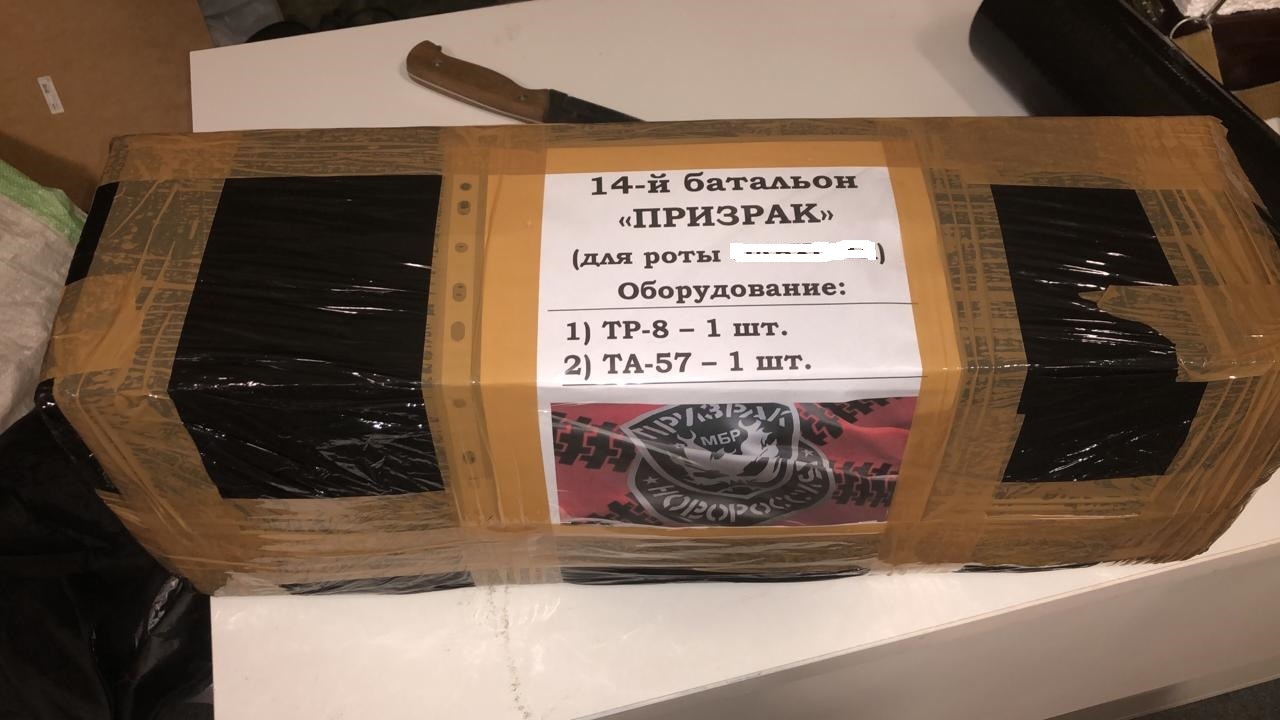 14-й батальон
«ПРИЗРАК»
(для роты )
Оборудование:
1) ТР-8 – 1 шт.
2) ТА-57 – 1 шт.
ПРИЗРАК
МБР
НОВОРОССИЯ